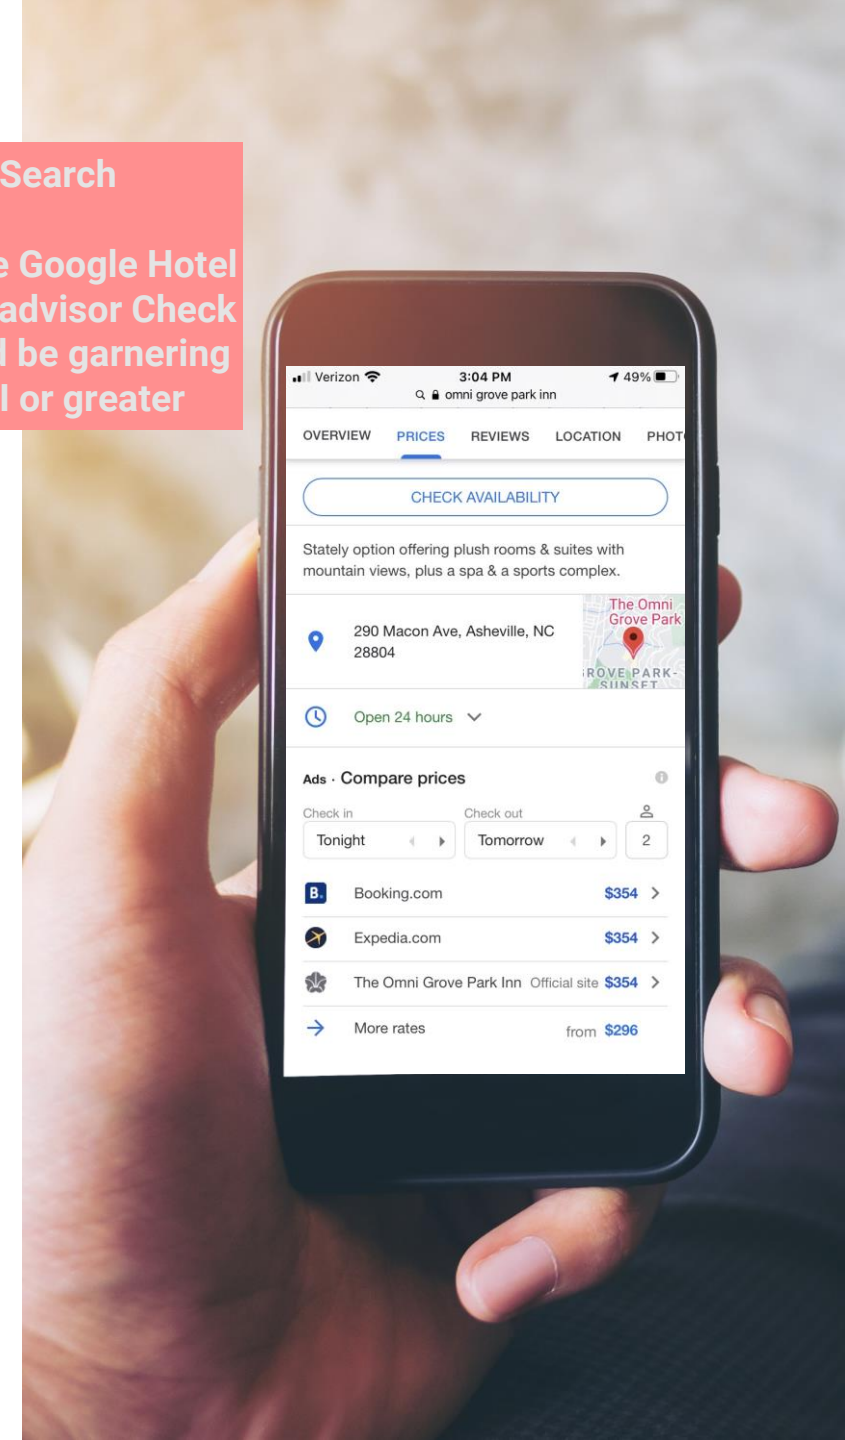 Search
e Google Hotel
advisor Check
l be garnering
l or greater
Verizon 3:04 PM 49%
omni grove park inn
OVERVIEW PRICES REVIEWS LOCATION PHOT
CHECK AVAILABILITY
Stately option offering plush rooms & suites with
mountain views, plus a spa & a sports complex.
290 Macon Ave, Asheville, NC
28804
The Omni
Grove Park
ROVE PARK-
SUNSET
Open 24 hours
Ads · Compare prices
Check in Check out
Tonight Tomorrow 2
B. Booking.com $354
Expedia.com $354
The Omni Grove Park Inn Official site $354
More rates from $296